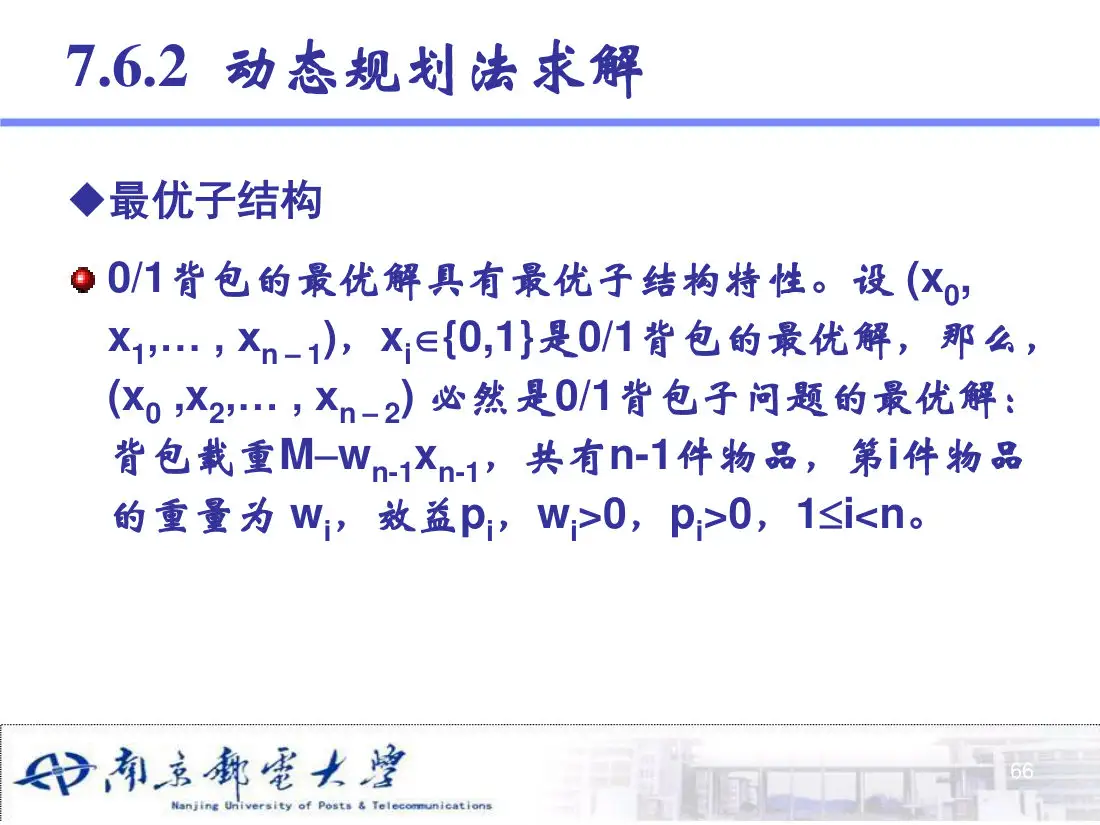 7.6.2 动态规划法求解
◆最优子结构
0/1背包的最优解具有最优子结构特性。设 (x0,
x1,… , xn – 1)，xi∈{0,1}是0/1背包的最优解，那么，
(x0 ,x2,… , xn – 2) 必然是0/1背包子问题的最优解：
背包载重M–wn-1xn-1，共有n-1件物品，第i件物品
的重量为 wi，效益pi，wi>0，pi>0，1≤i<n。
南京邮电大学
Nanjing University of Posts & Telecommunications
66